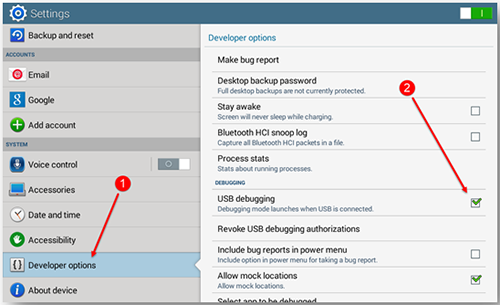 Settings
Backup and reset
ACCOUNTS
Email
Google
Add account
SYSTEM
Voice control
Accessories
Date and time
Accessibility
Developer options
About device
1
Developer options
Make bug report
Desktop backup password
Full desktop backups are not currently protected.
Stay awake
Screen will never sleep while charging.
Bluetooth HCI snoop log
Capture all Bluetooth HCI packets in a file.
Process stats
Stats about running processes.
DEBUGGING
USB debugging
Debugging mode launches when USB is connected.
Revoke USB debugging authorizations
Include bug reports in power menu
Include option in power menu for taking a bug report.
Allow mock locations
Allow mock locations.
Select app to be debugged
2